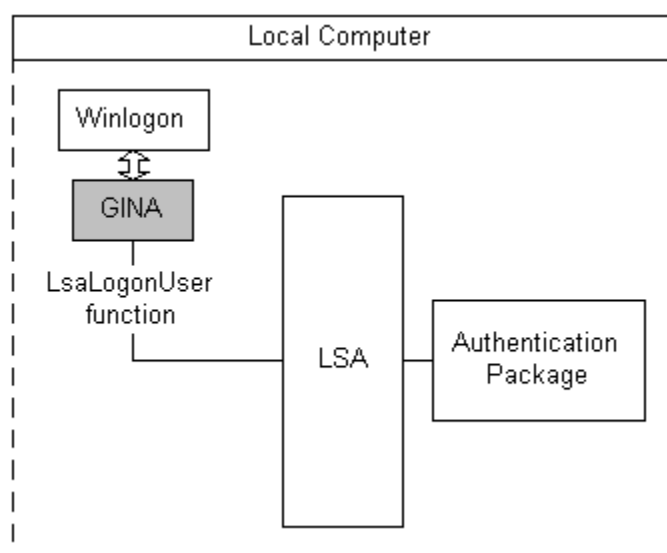 Local Computer
Winlogon
GINA
LsaLogonUser
function
LSA
Authentication
Package